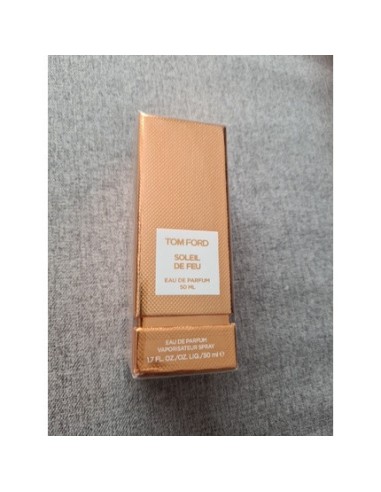 TOM FORD
SOLEIL
DE FEU
EAU DE PARFUM
50 ML
EAU DE PARFUM
VAPORISATEUR SPRAY
1.7 FL.OZ./OZ. LIQ./50 ml ℮